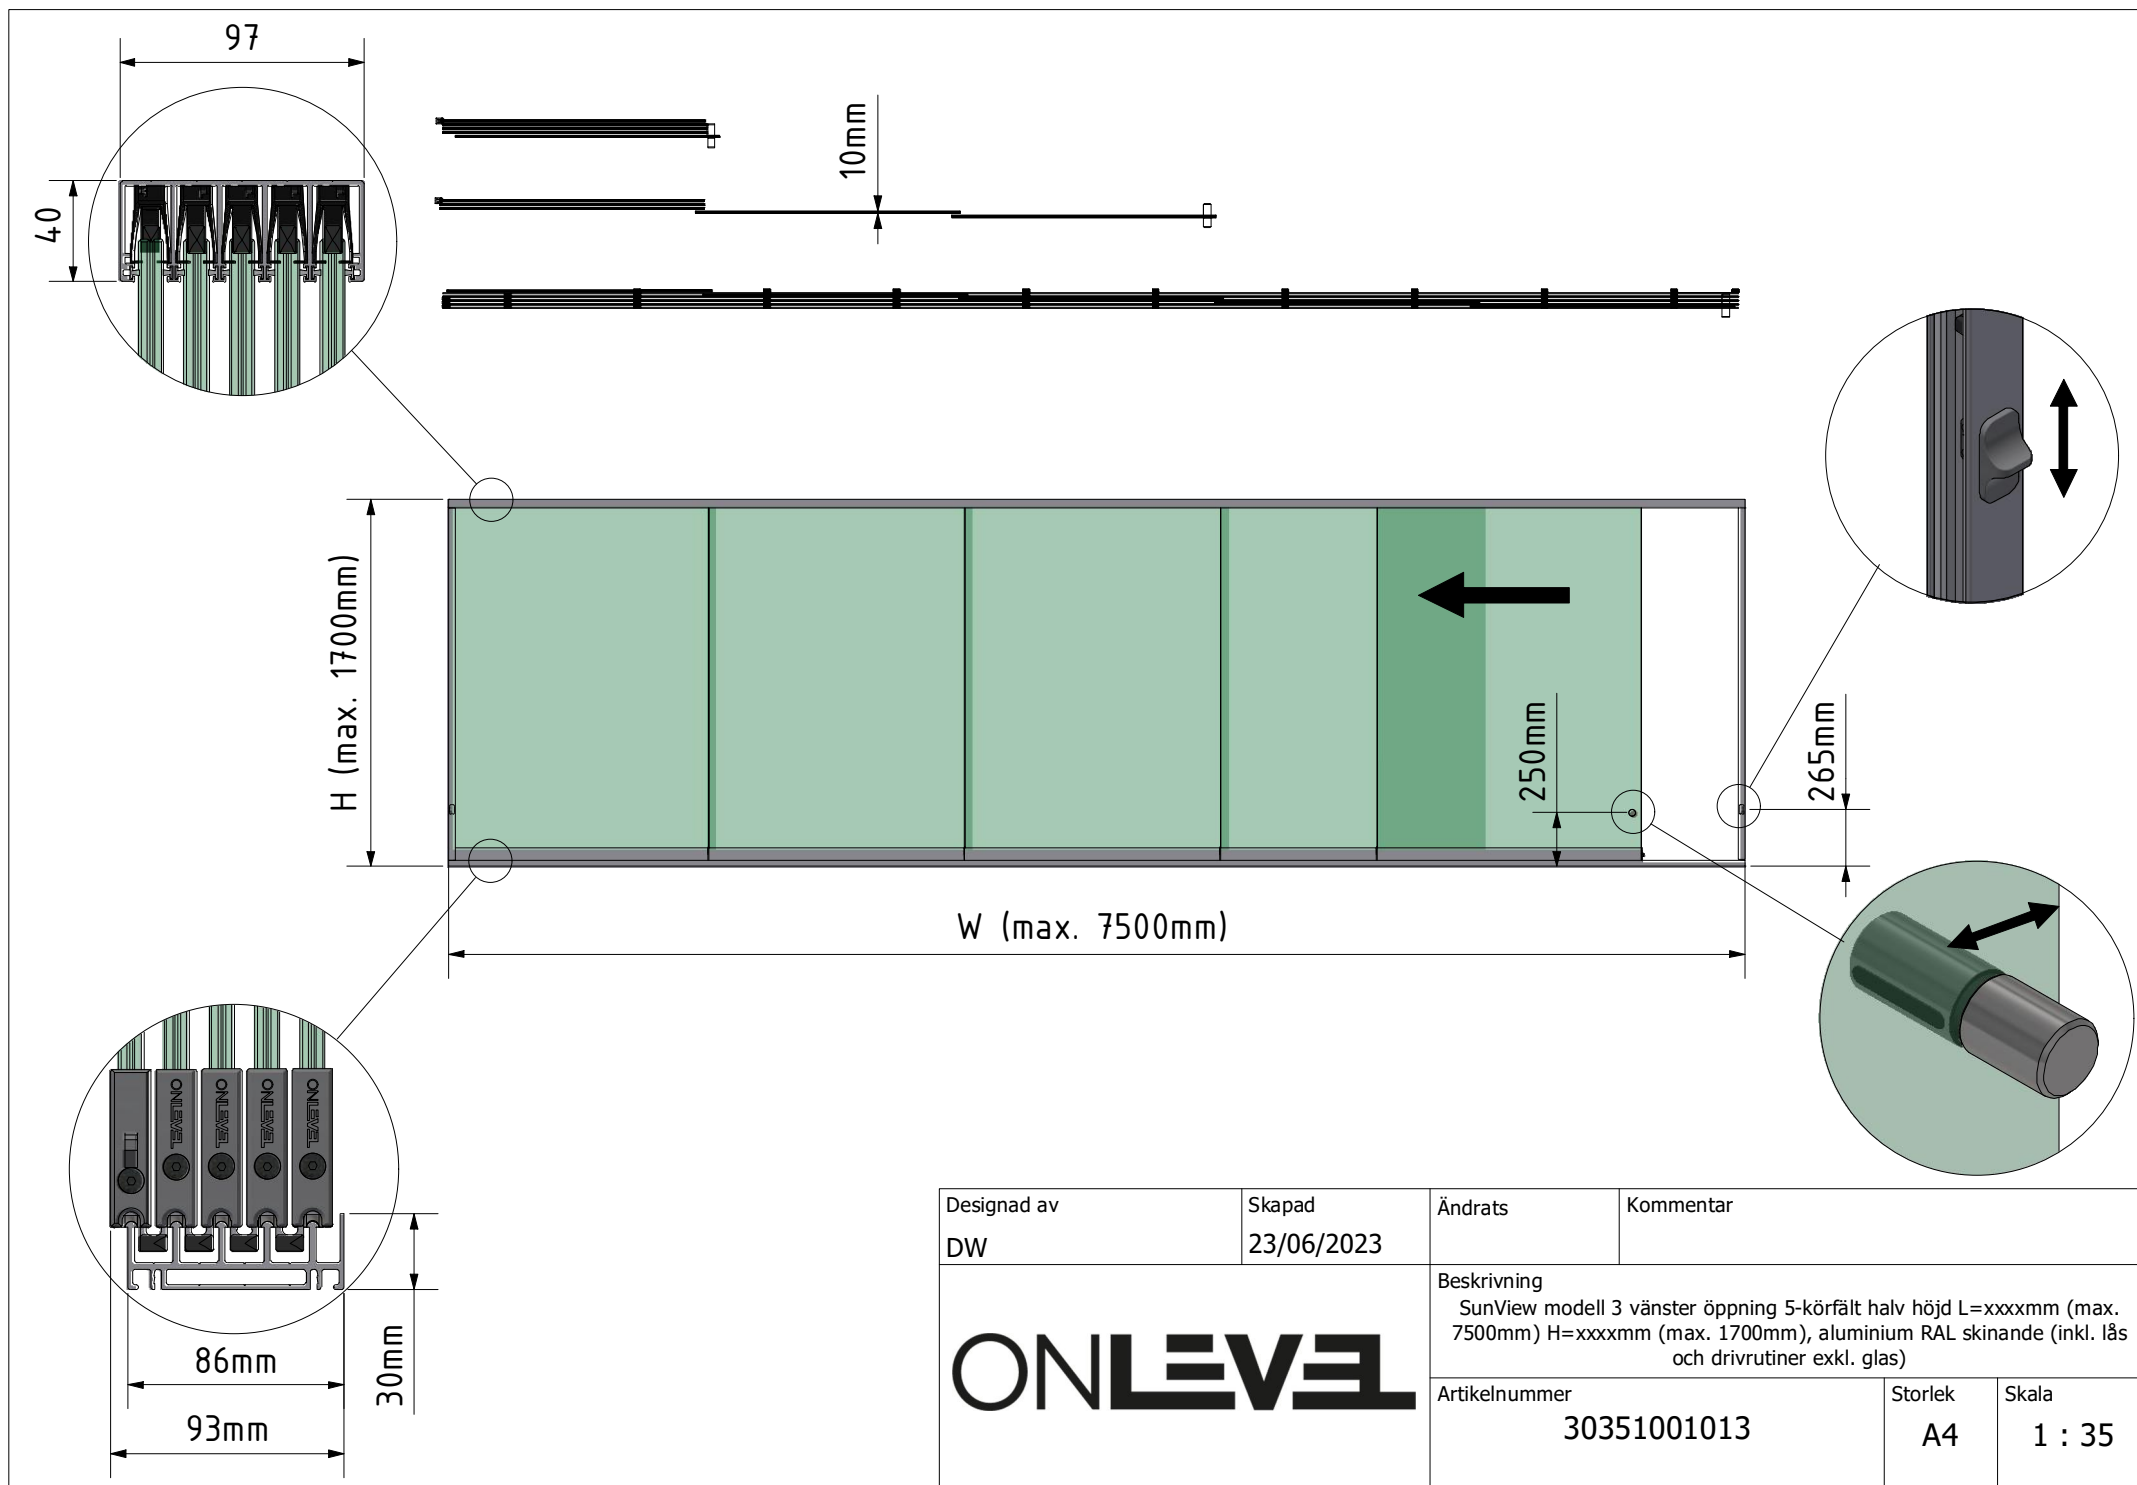 97
40
10mm
H (max. 1700mm)
250mm
265mm
W (max. 7500mm)
ONLEVEL
ONLEVEL
ONLEVEL
ONLEVEL
30mm
86mm
93mm
Designad av
DW
Skapad
23/06/2023
Ändrats
Kommentar
ONLEVEL
Beskrivning
SunView modell 3 vänster öppning 5-körfält halv höjd L=xxxxmm (max.
7500mm) H=xxxxmm (max. 1700mm), aluminium RAL skinande (inkl. lås
och drivrutiner exkl. glas)
Artikelnummer
30351001013
Storlek
A4
Skala
1 : 35